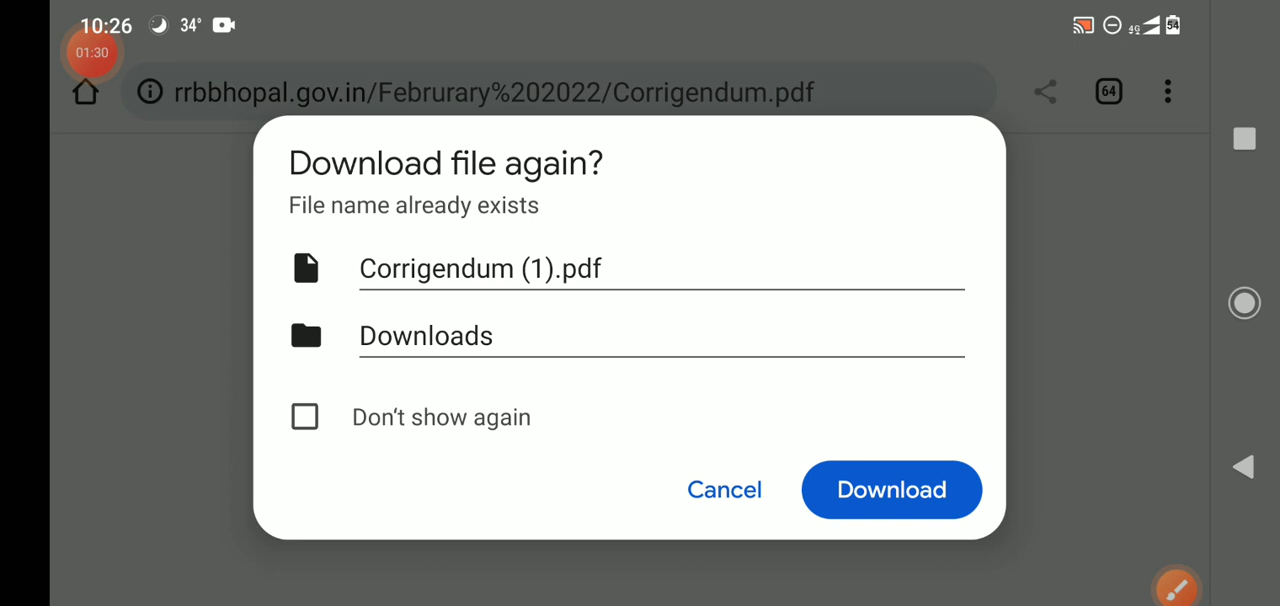 10:26 34°
54
01:30
rrbbhopal.gov.in/Februrary%202022/Corrigendum.pdf
64
Download file again?
File name already exists
Corrigendum (1).pdf
Downloads
Don't show again
Cancel Download